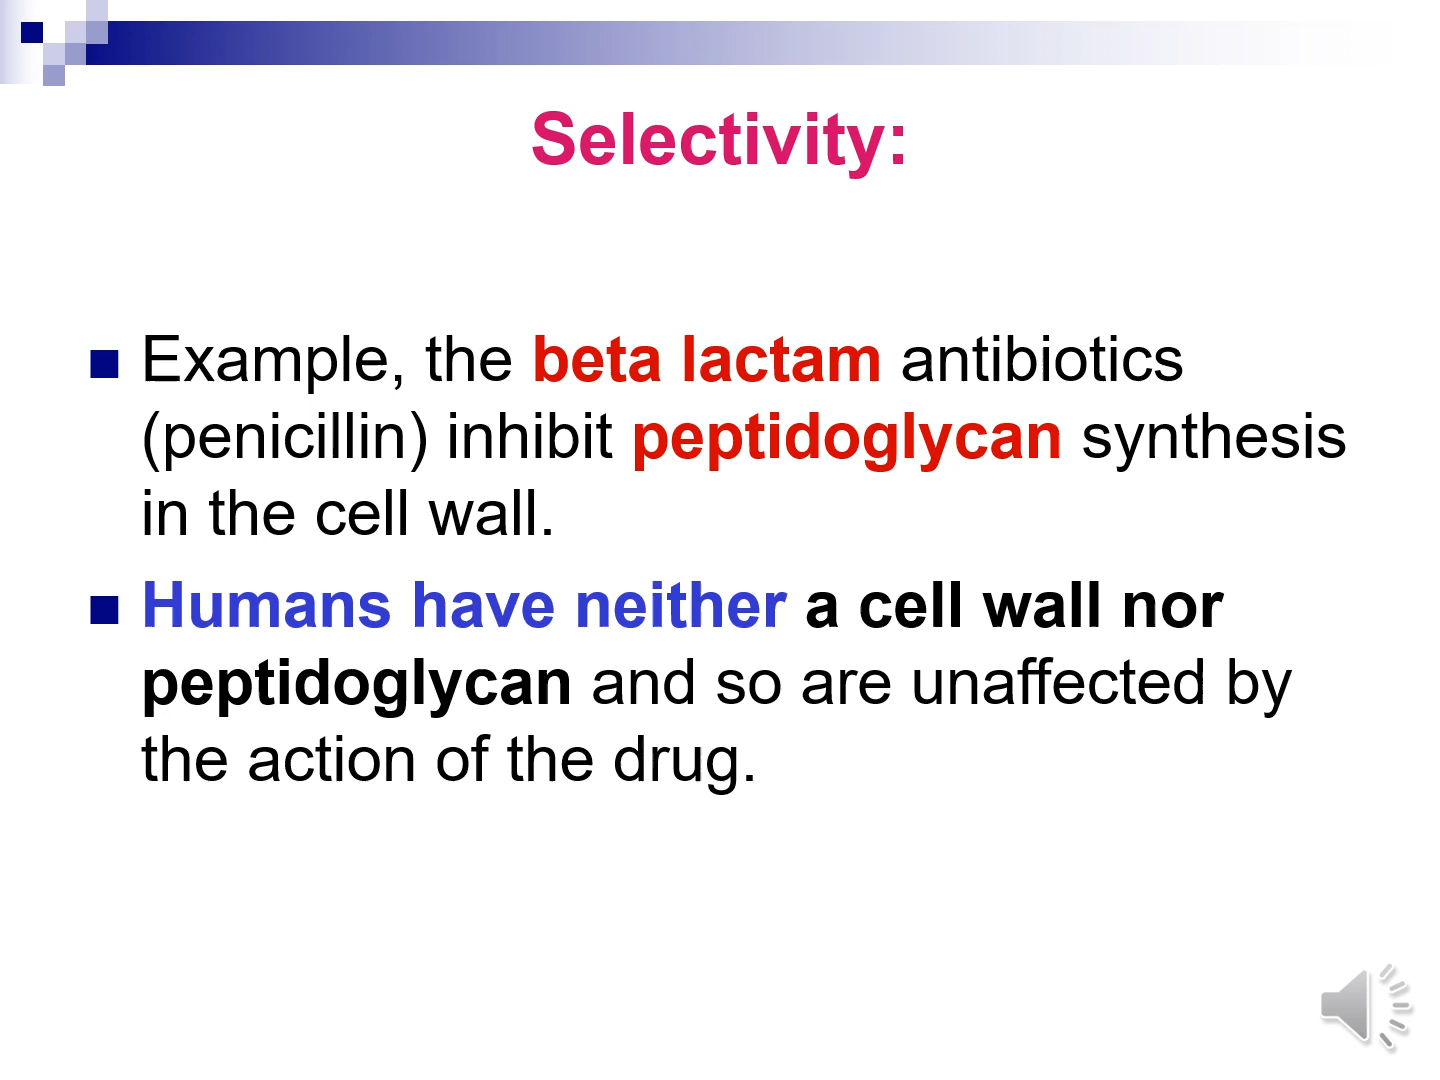 Selectivity:
Example, the beta lactam antibiotics
(penicillin) inhibit peptidoglycan synthesis
in the cell wall.
Humans have neither a cell wall nor
peptidoglycan and so are unaffected by
the action of the drug.